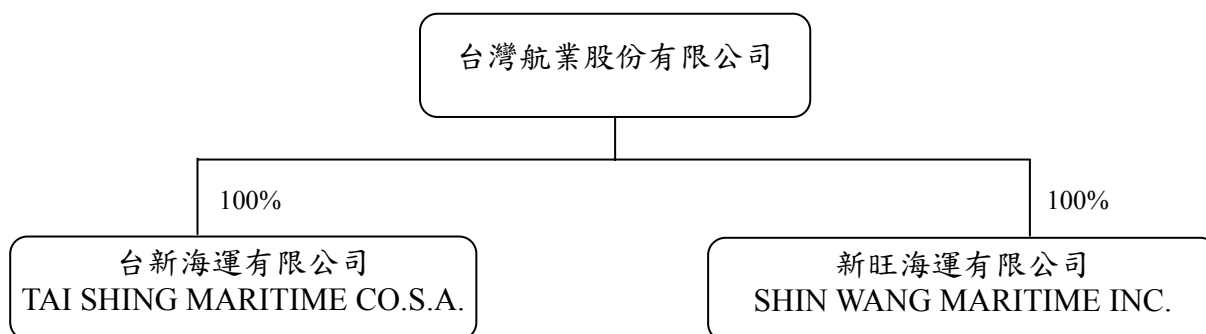 台灣航業股份有限公司
100%
100%
台新海運有限公司
TAI SHING MARITIME CO.S.A.
新旺海運有限公司
SHIN WANG MARITIME INC.